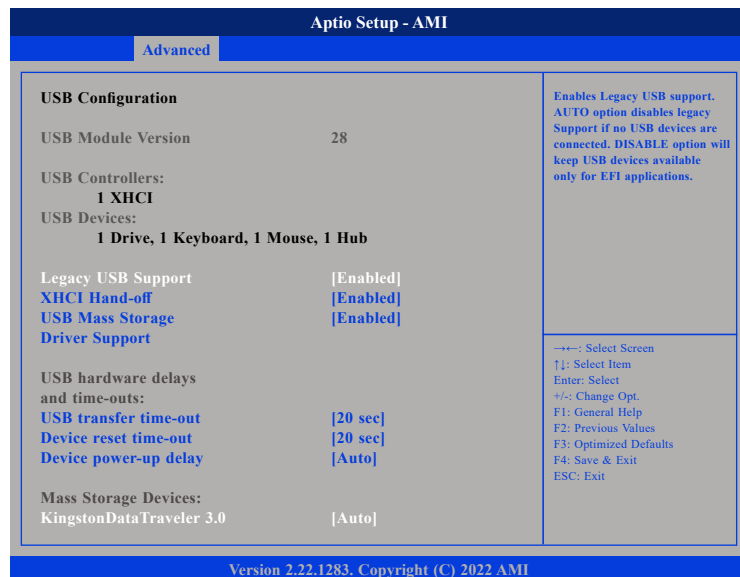 Aptio Setup - AMI
Advanced
USB Configuration
USB Module Version 28
USB Controllers:
1 XHCI
USB Devices:
1 Drive, 1 Keyboard, 1 Mouse, 1 Hub
Legacy USB Support [Enabled]
XHCI Hand-off [Enabled]
USB Mass Storage [Enabled]
Driver Support
USB hardware delays
and time-outs:
USB transfer time-out [20 sec]
Device reset time-out [20 sec]
Device power-up delay [Auto]
Mass Storage Devices:
KingstonDataTraveler 3.0 [Auto]
Enables Legacy USB support.
AUTO option disables legacy
Support if no USB devices are
connected. DISABLE option will
keep USB devices available
only for EFI applications.
→←: Select Screen
↑↓: Select Item
Enter: Select
+/-: Change Opt.
F1: General Help
F2: Previous Values
F3: Optimized Defaults
F4: Save & Exit
ESC: Exit
Version 2.22.1283. Copyright (C) 2022 AMI